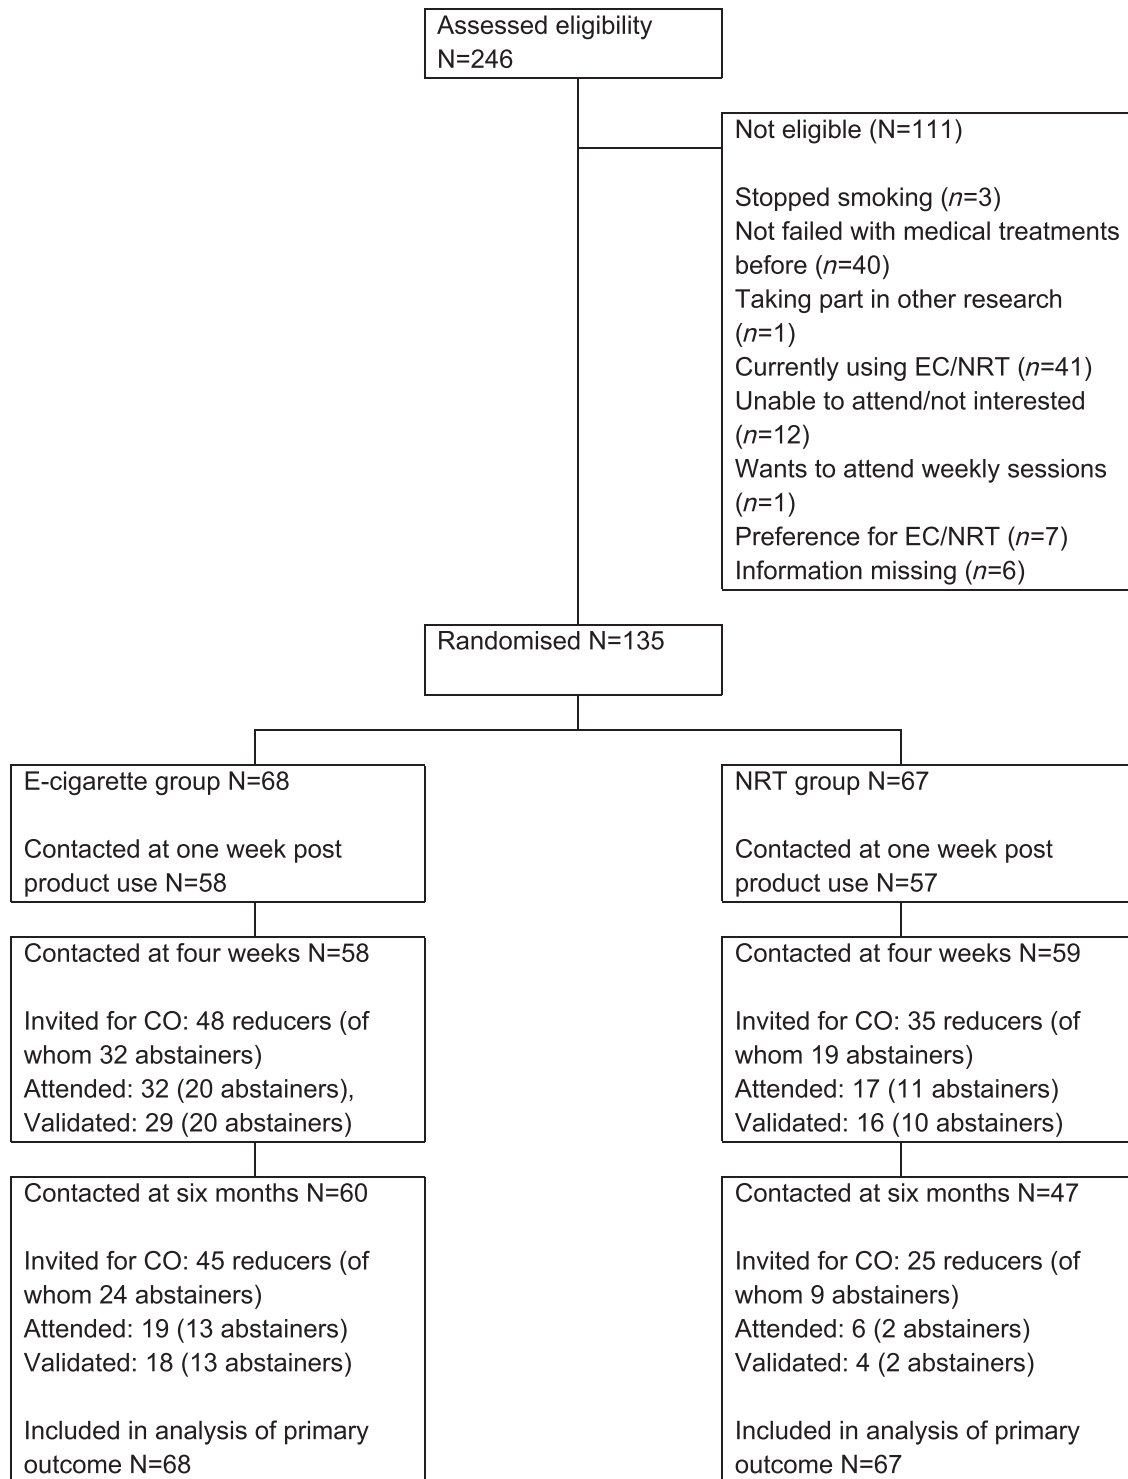 Assessed eligibility
N=246
Not eligible (N=111)
Stopped smoking (n=3)
Not failed with medical treatments
before (n=40)
Taking part in other research
(n=1)
Currently using EC/NRT (n=41)
Unable to attend/not interested
(n=12)
Wants to attend weekly sessions
(n=1)
Preference for EC/NRT (n=7)
Information missing (n=6)
Randomised N=135
E-cigarette group N=68
Contacted at one week post
product use N=58
NRT group N=67
Contacted at one week post
product use N=57
Contacted at four weeks N=58
Invited for CO: 48 reducers (of
whom 32 abstainers)
Attended: 32 (20 abstainers),
Validated: 29 (20 abstainers)
Contacted at four weeks N=59
Invited for CO: 35 reducers (of
whom 19 abstainers)
Attended: 17 (11 abstainers)
Validated: 16 (10 abstainers)
Contacted at six months N=60
Invited for CO: 45 reducers (of
whom 24 abstainers)
Attended: 19 (13 abstainers)
Validated: 18 (13 abstainers)
Included in analysis of primary
outcome N=68
Contacted at six months N=47
Invited for CO: 25 reducers (of
whom 9 abstainers)
Attended: 6 (2 abstainers)
Validated: 4 (2 abstainers)
Included in analysis of primary
outcome N=67